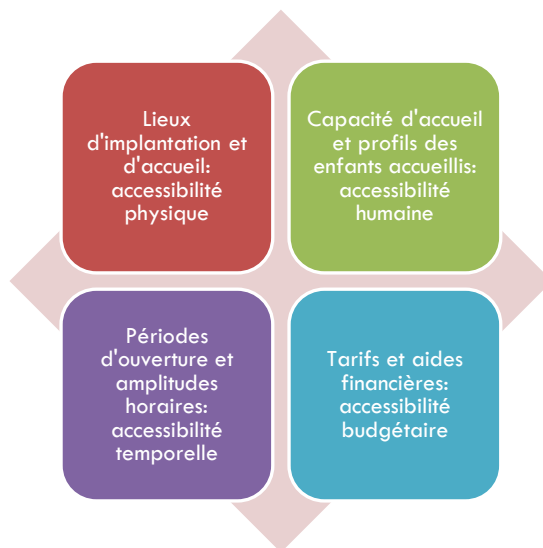 Lieux
d'implantation et
d'accueil:
accessibilité
physique
Capacité d'accueil
et profils des
enfants accueillis:
accessibilité
humaine
Périodes
d'ouverture et
amplitudes
horaires:
accessibilité
temporelle
Tarifs et aides
financières:
accessibilité
budgétaire